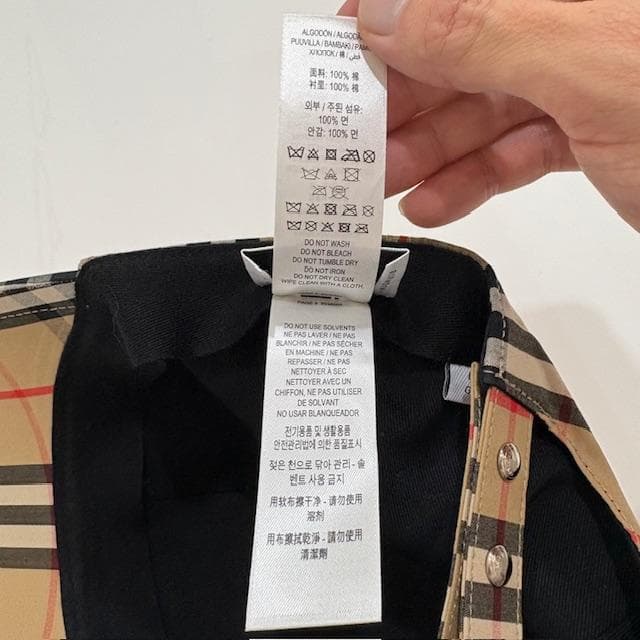 ALGODÓN / ALGODÃ
PUUVILLA / BAMBAKI / PAM
ХЛОПОК / 棉 / قطن
面料: 100% 棉
衬里: 100% 棉
외부 / 주된 섬유:
100% 면
안감: 100% 면
DO NOT WASH
DO NOT BLEACH
DO NOT TUMBLE DRY
DO NOT IRON
DO NOT DRY CLEAN
WIPE CLEAN WITH A CLOTH.
DO NOT USE SOLVENTS
NE PAS LAVER / NE PAS
BLANCHIR / NE PAS SÉCHER
EN MACHINE / NE PAS
REPASSER / NE PAS
NETTOYER À SEC
NETTOYER AVEC UN
CHIFFON, NE PAS UTILISER
DE SOLVANT
NO USAR BLANQUEADOR
전기용품 및 생활용품
안전관리법에 의한 품질표시
젖은 천으로 닦아 관리 - 솔
벤트 사용 금지
用软布擦干净 - 请勿使用
溶剂
用布擦拭乾淨 - 請勿使用
清潔劑